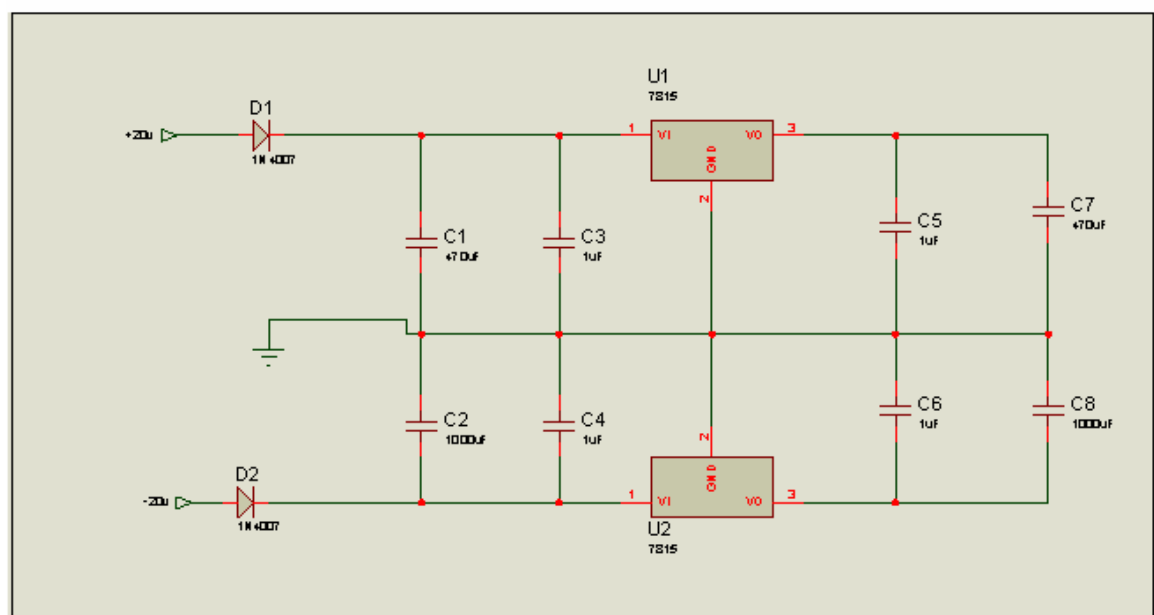 U1
7815
D1
+20v
1N4007
1
VI
VO
3
GND
2
C1
470uF
C3
1uF
C5
1uF
C7
470uF
C2
1000uF
C4
1uF
C6
1uF
C8
1000uF
D2
-20v
1N4007
2
GND
1
VI
VO
3
U2
7815